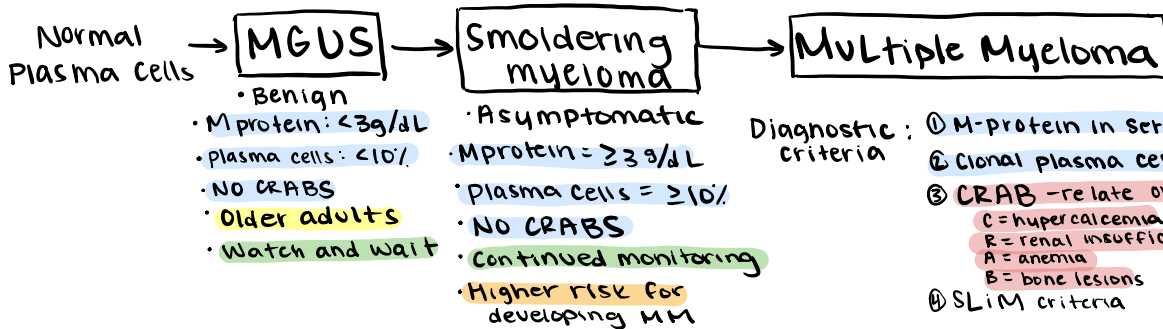 Normal
Plasma Cells
MGUS
• Benign
• M protein: <3g/dL
• Plasma cells: <10%
• NO CRABS
• Older adults
• Watch and wait
Smoldering
myeloma
• Asymptomatic
• Mprotein = ≥3g/dL
• Plasma cells = ≥10%
• NO CRABS
• Continued monitoring
• Higher risk for
developing MM
Multiple Myeloma
Diagnostic :
criteria
① M-protein in ser
② Clonal plasma ce
③ CRAB -relate o
C = hypercalcemia
R = renal insuffic
A = anemia
B = bone lesions
④ SLiM criteria